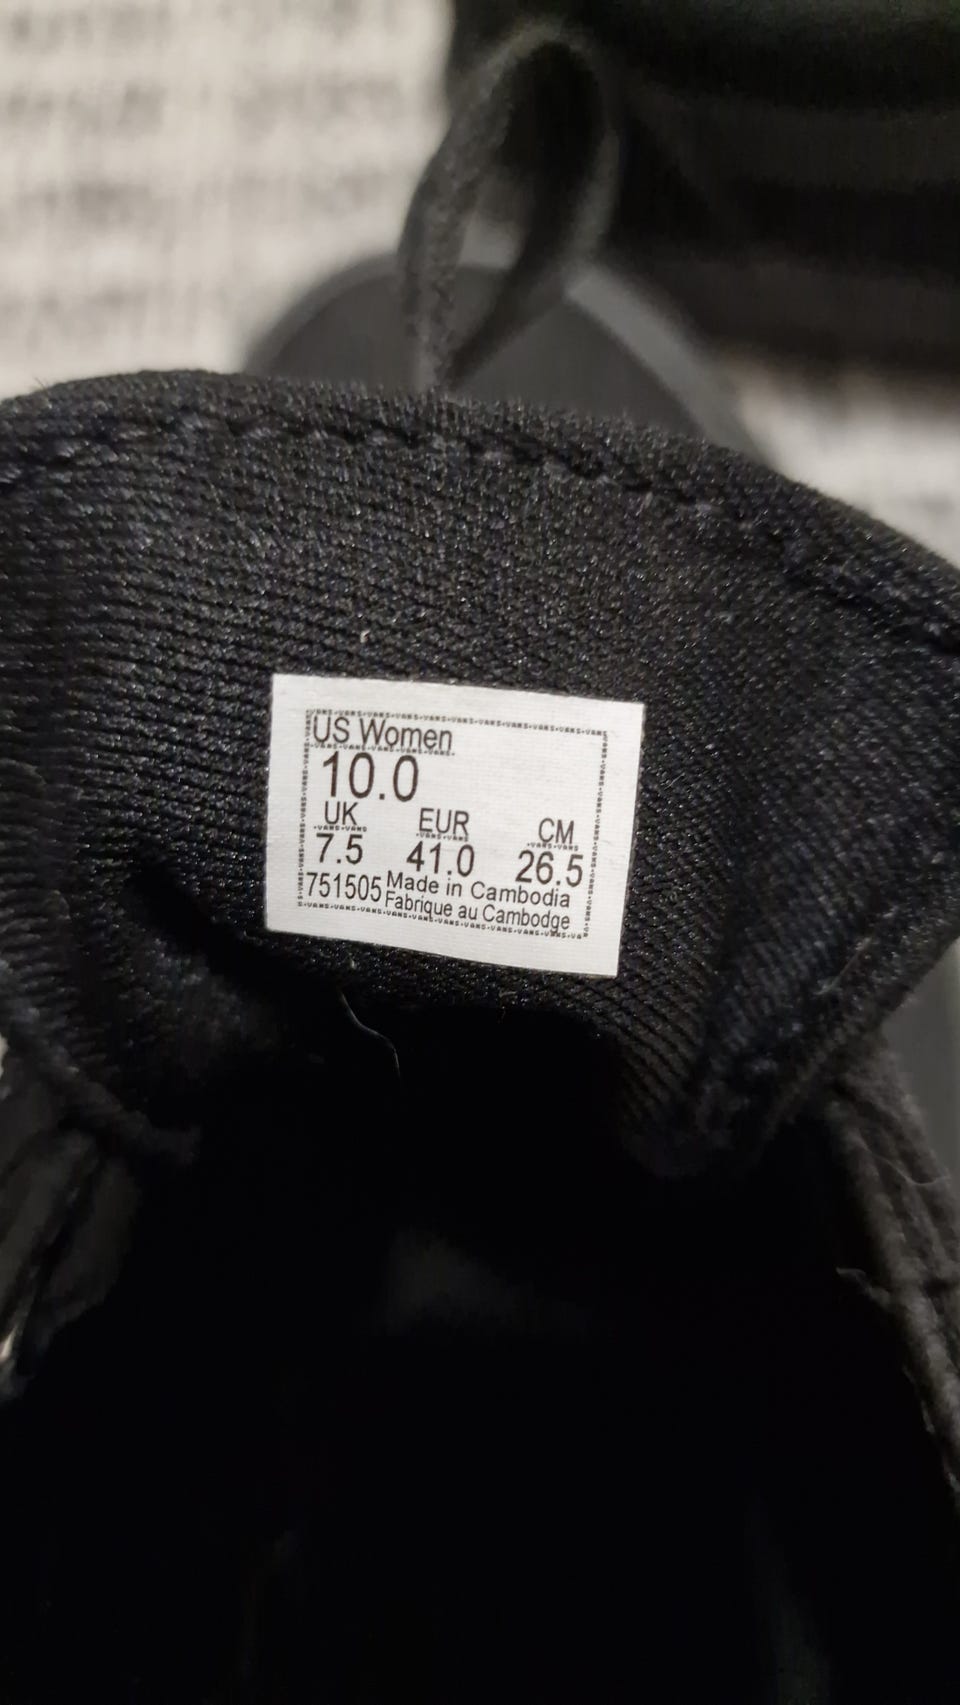 US Women
10.0
UK EUR CM
7.5 41.0 26.5
751505 Made in Cambodia
Fabrique au Cambodge